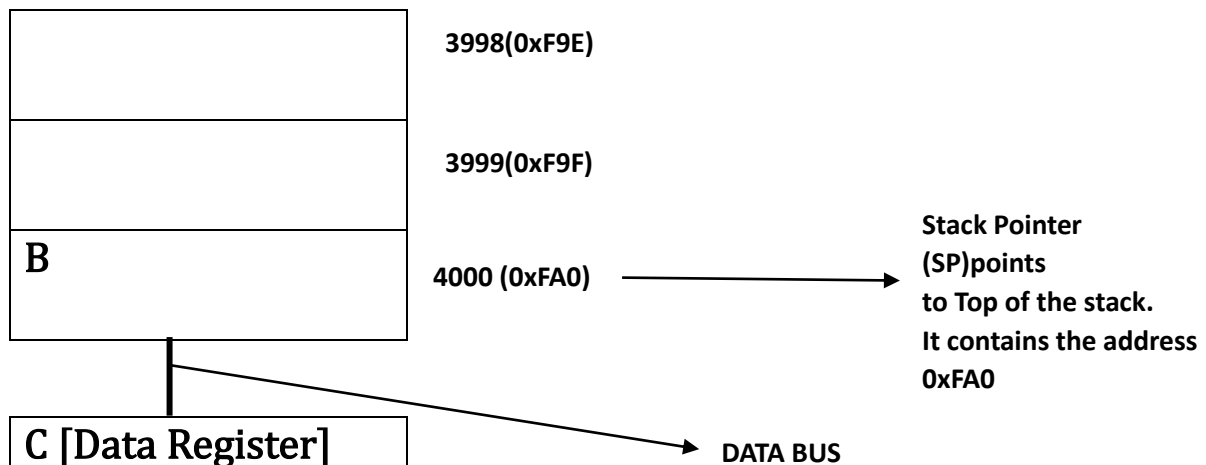 3998(0xF9E)
3999(0xF9F)
B
4000 (0xFA0)
Stack Pointer
(SP)points
to Top of the stack.
It contains the address
0xFA0
C [Data Register]
DATA BUS